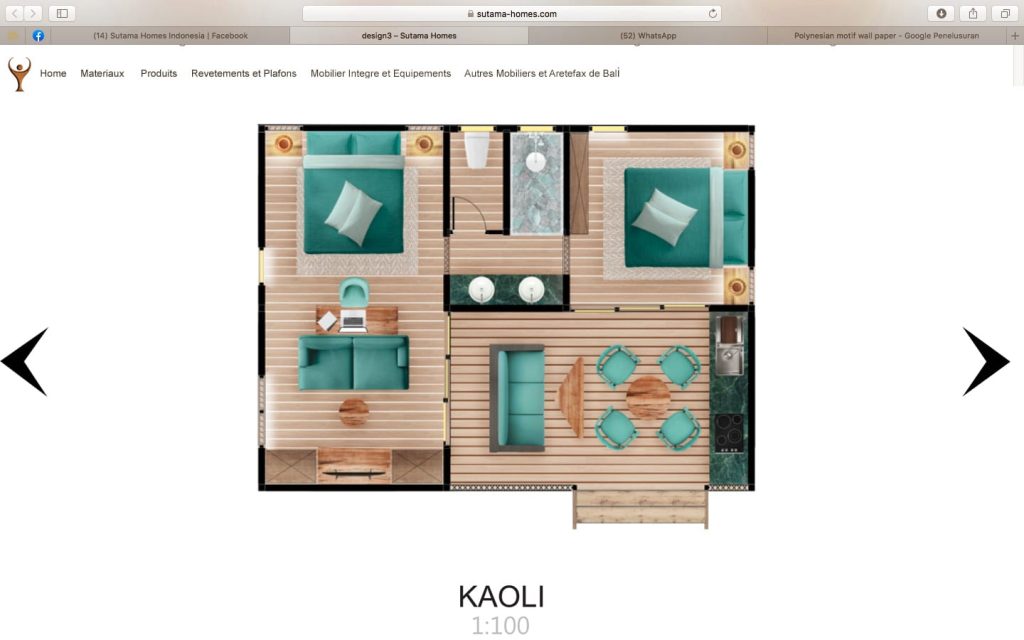 sutama-homes.com
(14) Sutama Homes Indonesia | Facebook
design3 – Sutama Homes
(52) WhatsApp
Polynesian motif wall paper - Google Penelusuran
Home
Materiaux
Produits
Revetements et Plafons
Mobilier Integre et Equipements
Autres Mobiliers et Aretefax de Bali
KAOLI
1:100